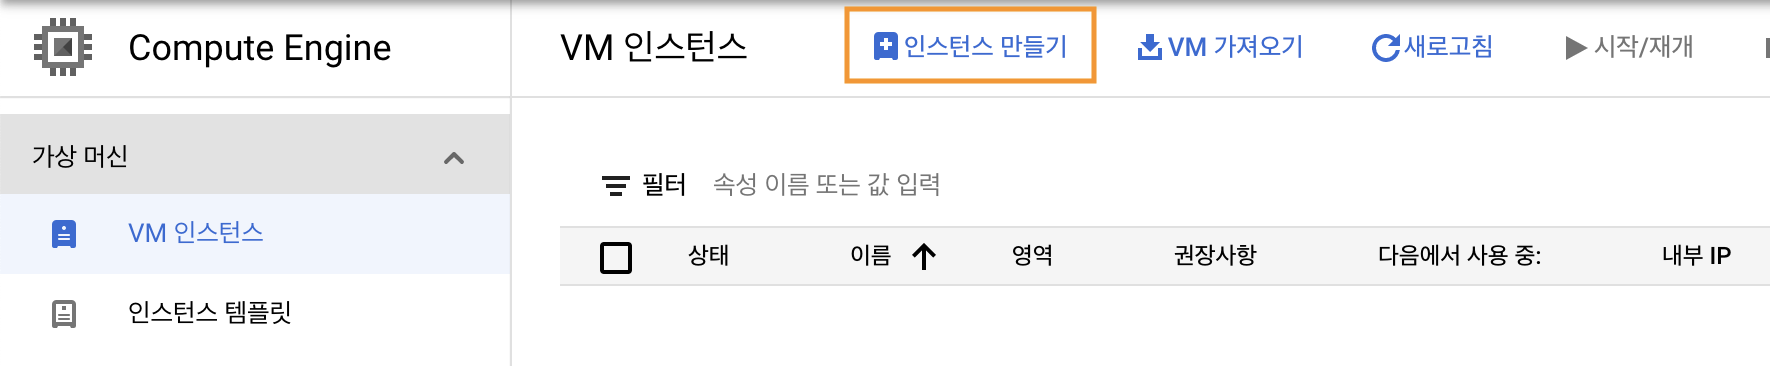 Compute Engine
VM 인스턴스
인스턴스 만들기
VM 가져오기
새로고침
시작/재개
가상 머신
VM 인스턴스
인스턴스 템플릿
필터 속성 이름 또는 값 입력
상태 이름 영역 권장사항 다음에서 사용 중: 내부 IP